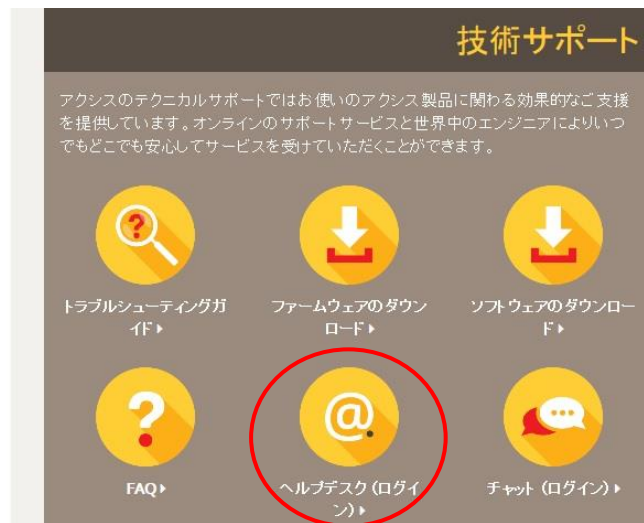 技術サポート
アクシスのテクニカルサポートではお使いのアクシス製品に関わる効果的なご支援
を提供しています。オンラインのサポートサービスと世界中のエンジニアによりいつ
でもどこでも安心してサービスを受けていただくことができます。
トラブルシューティングガ
イド
ファームウェアのダウン
ロード
ソフトウェアのダウンロー
ド
FAQ
ヘルプデスク（ログイ
ン）
チャット（ログイン）